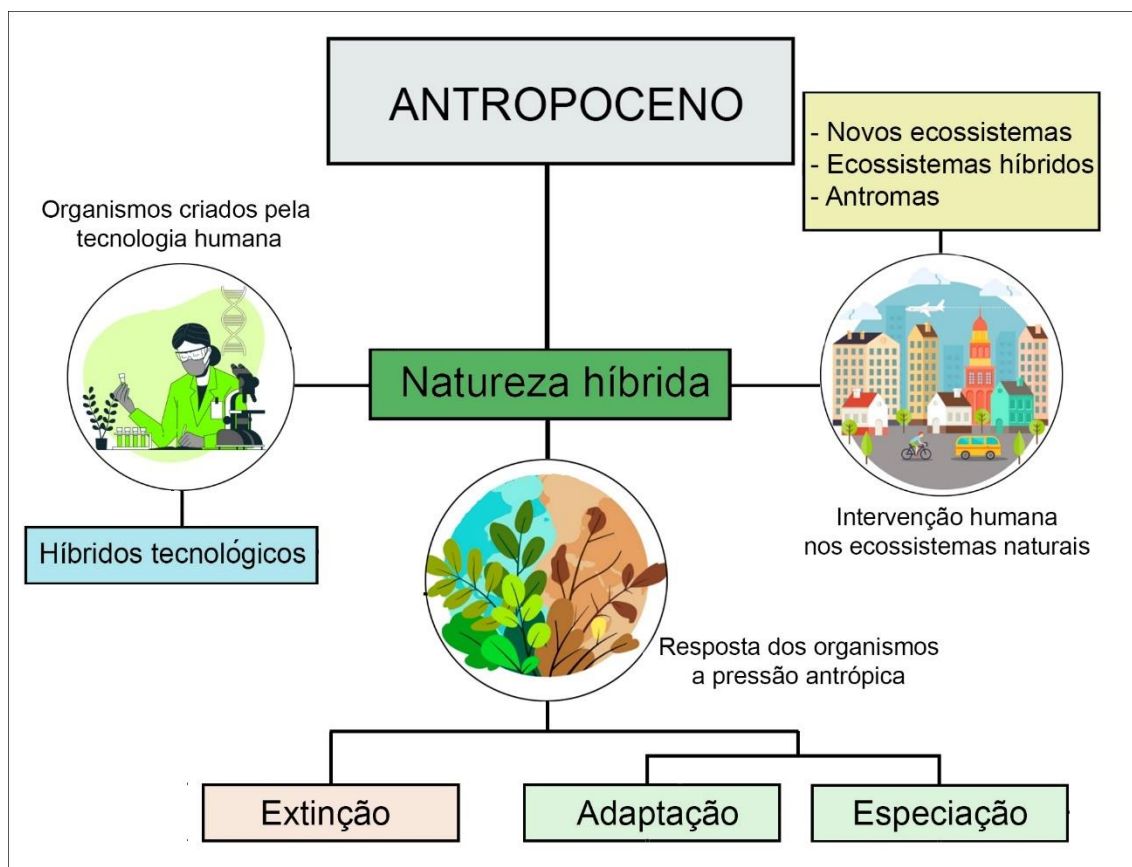 ANTROPOCENO
- Novos ecossistemas
- Ecossistemas híbridos
- Antromas
Organismos criados pela
tecnologia humana
Natureza híbrida
Híbridos tecnológicos
Intervenção humana
nos ecossistemas naturais
Resposta dos organismos
a pressão antrópica
Extinção
Adaptação
Especiação